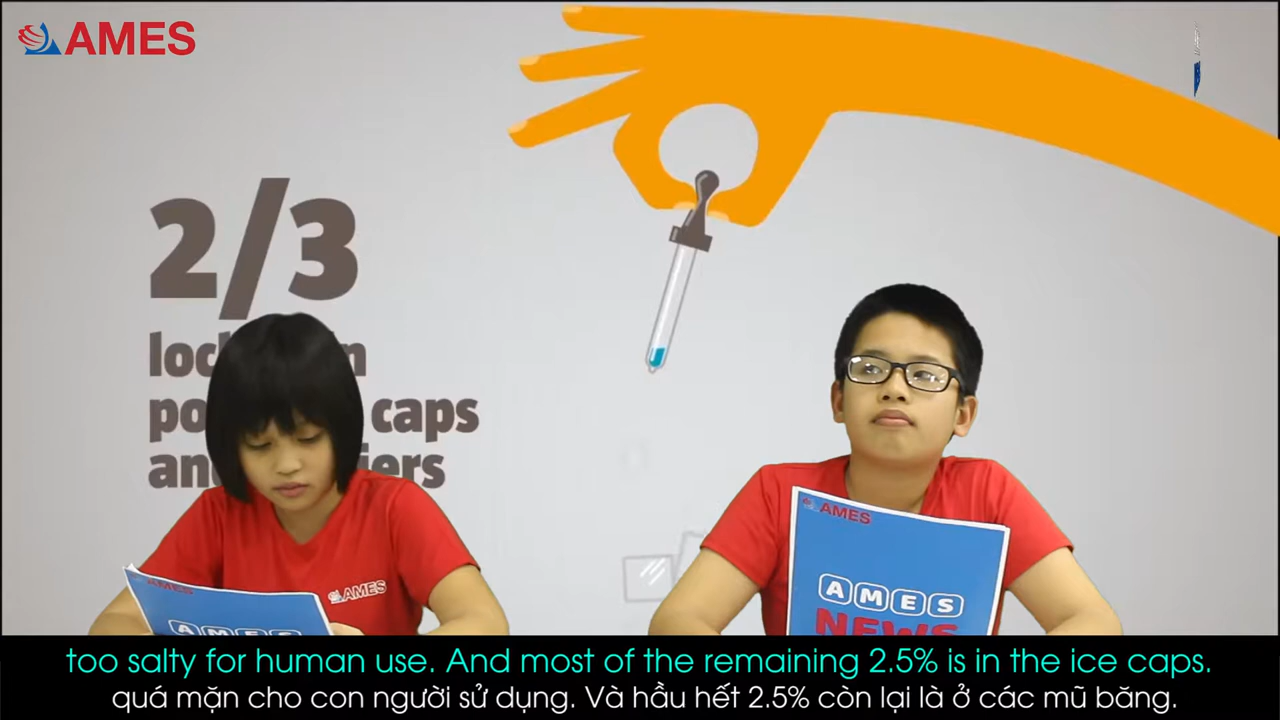 AMES
2/3
caps
AMES
AMES
AMES
AMES
AMES
NEWS
too salty for human use. And most of the remaining 2.5% is in the ice caps.
quá mặn cho con người sử dụng. Và hầu hết 2.5% còn lại là ở các mũ băng.